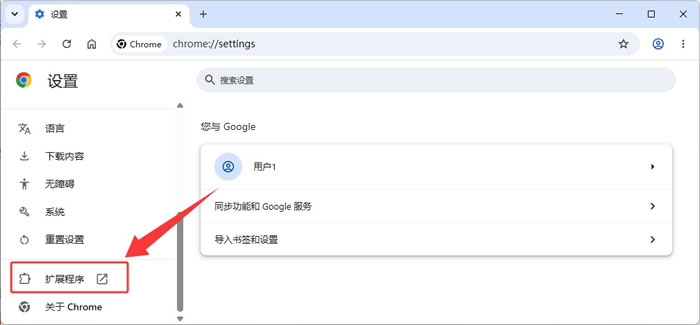 设置
Chrome
chrome://settings
设置
搜索设置
语言
下载内容
无障碍
系统
重置设置
扩展程序
关于 Chrome
您与 Google
用户1
同步功能和 Google 服务
导入书签和设置